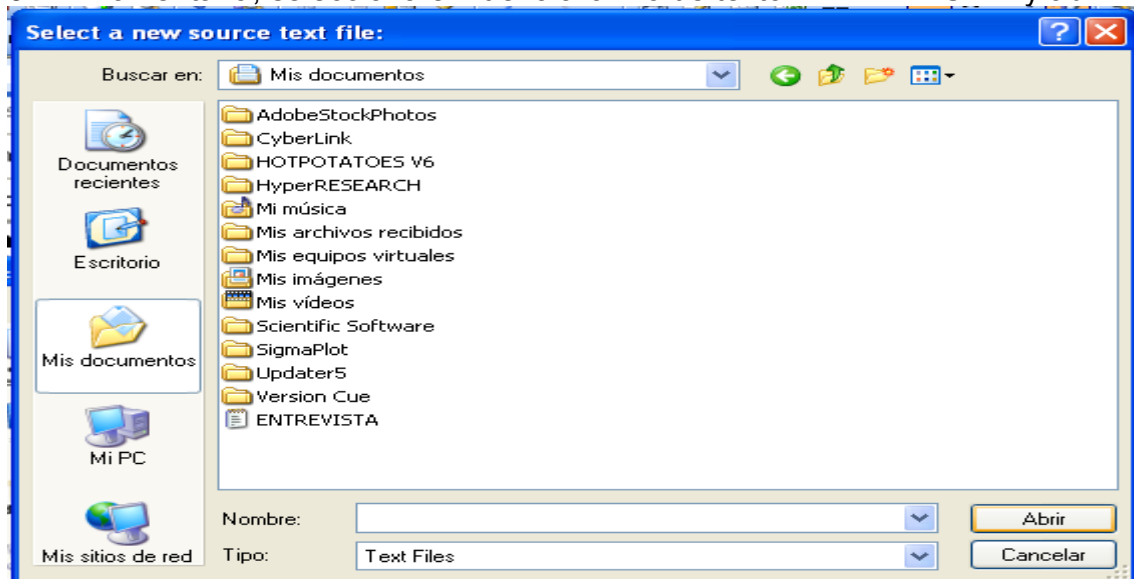 Select a new source text file:
Buscar en: Mis documentos
Documentos recientes
Escritorio
Mis documentos
Mi PC
Mis sitios de red
AdobeStockPhotos
CyberLink
HOTPOTATOES V6
HyperRESEARCH
Mi música
Mis archivos recibidos
Mis equipos virtuales
Mis imágenes
Mis vídeos
Scientific Software
SigmaPlot
Updater5
Version Cue
ENTREVISTA
Nombre: Abrir
Tipo: Text Files Cancelar